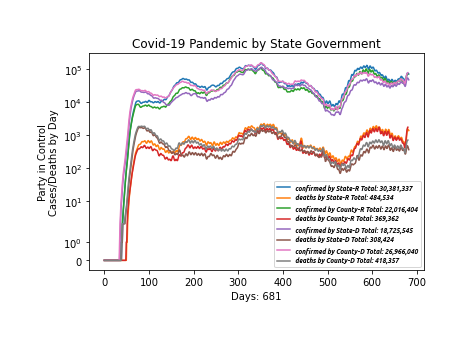 Covid-19 Pandemic by State Government
Party in Control
Cases/Deaths by Day
10⁵
10⁴
10³
10²
10¹
10⁰
0
confirmed by State-R Total: 30,381,337
deaths by State-R Total: 484,534
confirmed by County-R Total: 22,016,404
deaths by County-R Total: 369,362
confirmed by State-D Total: 18,725,545
deaths by State-D Total: 308,424
confirmed by County-D Total: 26,966,040
deaths by County-D Total: 418,357
0 100 200 300 400 500 600 700
Days: 681